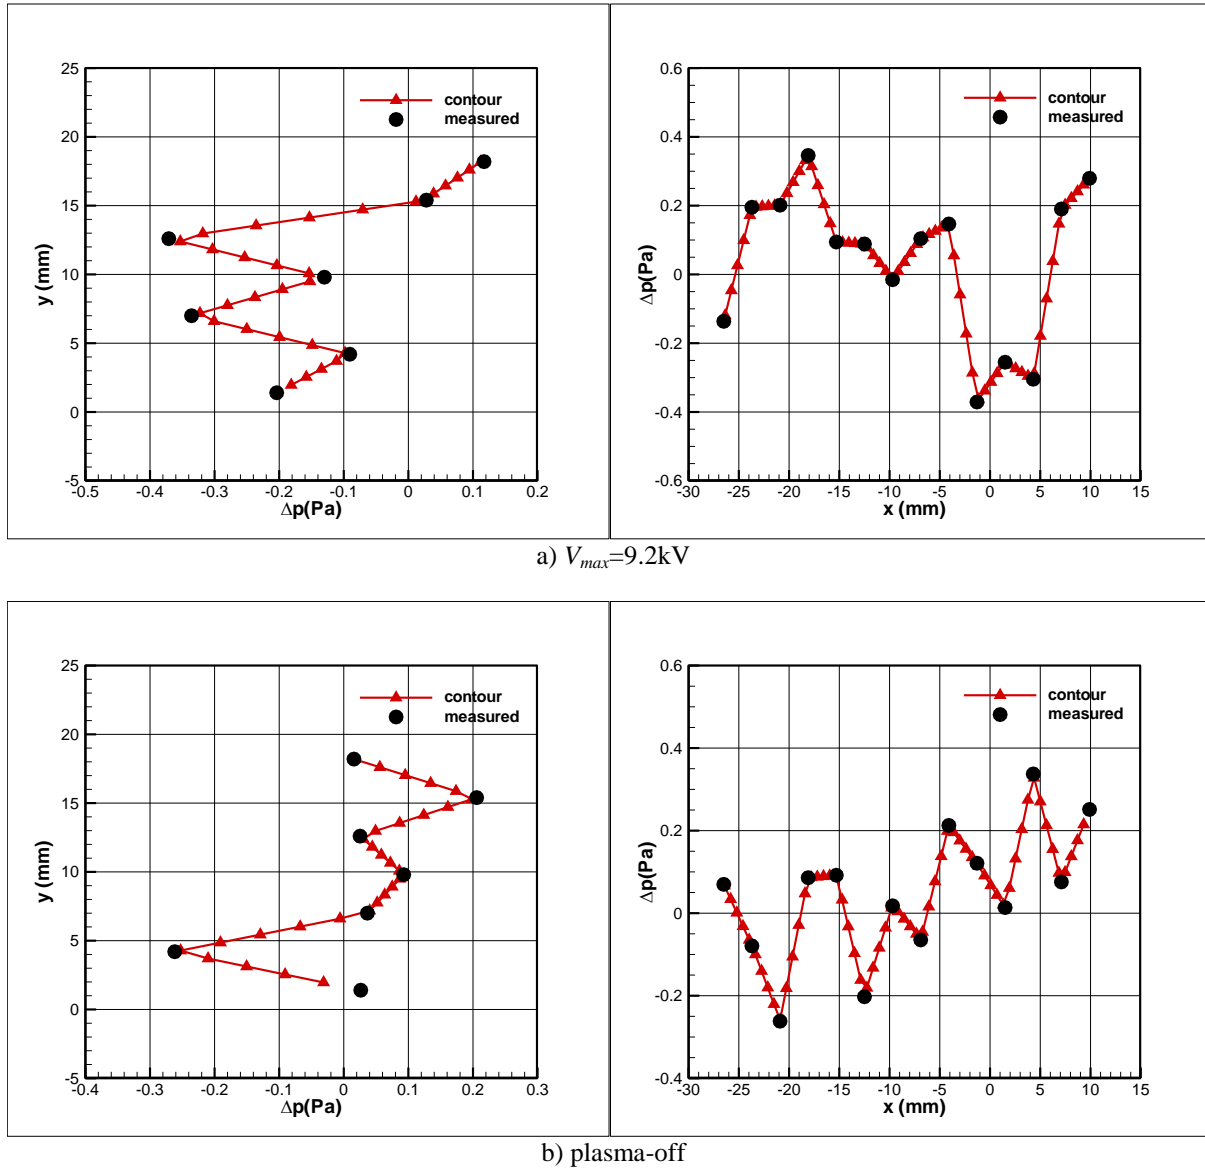 25
20
15
10
5
0
-5
y (mm)
-0.5 -0.4 -0.3 -0.2 -0.1 0 0.1 0.2
Δp(Pa)
contour
measured
0.6
0.4
0.2
0
-0.2
-0.4
-0.6
Δp(Pa)
-30 -25 -20 -15 -10 -5 0 5 10 15
x (mm)
contour
measured
a) Vmax=9.2kV
25
20
15
10
5
0
-5
y (mm)
-0.4 -0.3 -0.2 -0.1 0 0.1 0.2 0.3
Δp(Pa)
contour
measured
0.6
0.4
0.2
0
-0.2
-0.4
Δp(Pa)
-30 -25 -20 -15 -10 -5 0 5 10 15
x (mm)
contour
measured
b) plasma-off